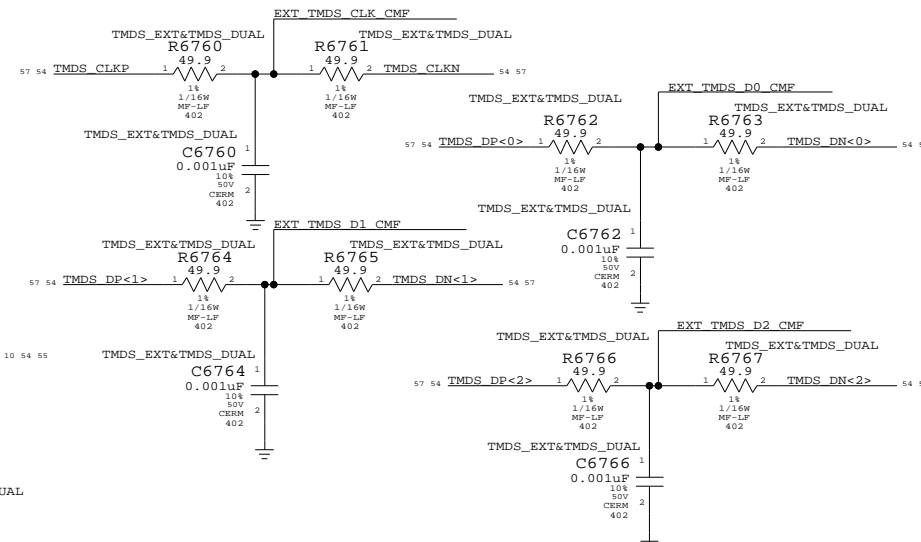 EXT_TMDS_CLK_CMF
TMDS_EXT&TMDS_DUAL
TMDS_EXT&TMDS_DUAL
R6760
R6761
49.9
49.9
57 54
TMDS_CLKP
1
2
1
2
TMDS_CLKN
54 57
1%
1/16W
MF-LF
402
1%
1/16W
MF-LF
402
TMDS_EXT&TMDS_DUAL
C6760
1
0.001uF
10%
50V
CERM
402
2
EXT_TMDS_D0_CMF
TMDS_EXT&TMDS_DUAL
TMDS_EXT&TMDS_DUAL
R6762
R6763
49.9
49.9
57 54
TMDS_DP<0>
1
2
1
2
TMDS_DN<0>
54
1%
1/16W
MF-LF
402
1%
1/16W
MF-LF
402
TMDS_EXT&TMDS_DUAL
C6762
1
0.001uF
10%
50V
CERM
402
2
EXT_TMDS_D1_CMF
TMDS_EXT&TMDS_DUAL
TMDS_EXT&TMDS_DUAL
R6764
R6765
49.9
49.9
57 54
TMDS_DP<1>
1
2
1
2
TMDS_DN<1>
54 57
1%
1/16W
MF-LF
402
1%
1/16W
MF-LF
402
10 54 55
TMDS_EXT&TMDS_DUAL
C6764
1
0.001uF
10%
50V
CERM
402
2
EXT_TMDS_D2_CMF
TMDS_EXT&TMDS_DUAL
TMDS_EXT&TMDS_DUAL
R6766
R6767
49.9
49.9
57 54
TMDS_DP<2>
1
2
1
2
TMDS_DN<2>
54
1%
1/16W
MF-LF
402
1%
1/16W
MF-LF
402
TMDS_EXT&TMDS_DUAL
C6766
1
0.001uF
10%
50V
CERM
402
2
UAL